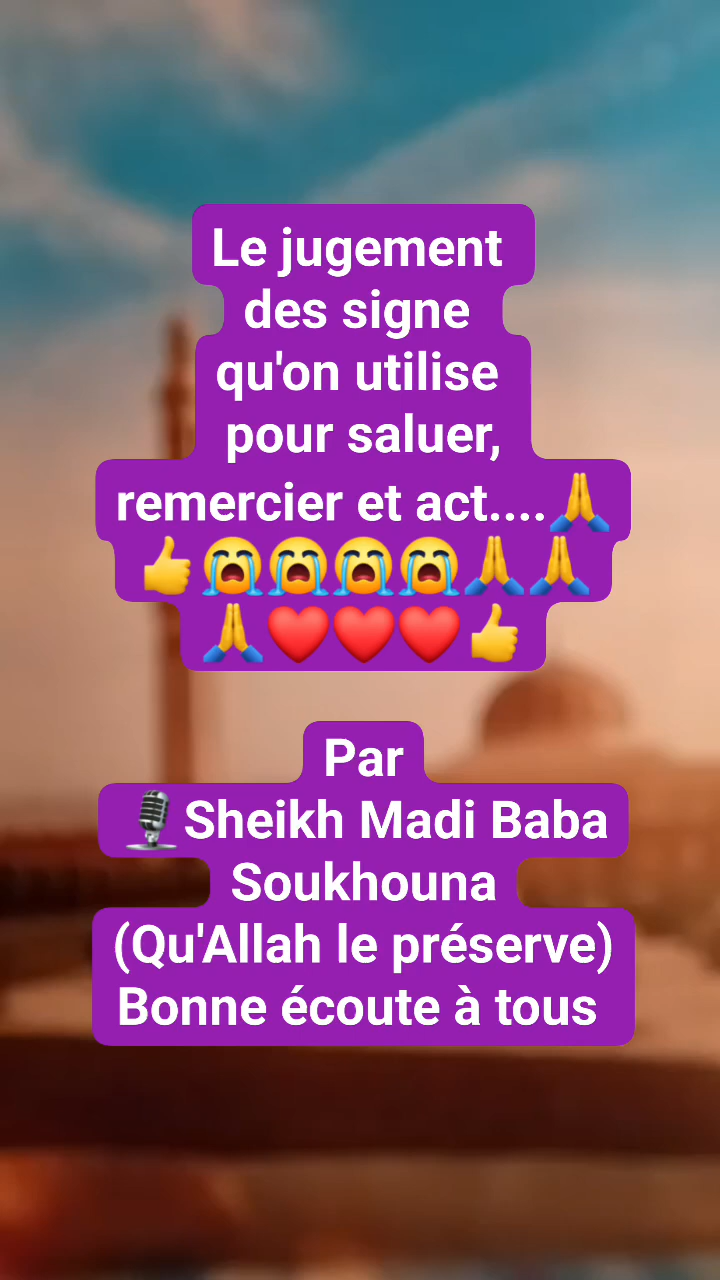 Le jugement
des signe
qu'on utilise
pour saluer,
remercier et act....🙏
👍😭😭😭😭🙏🙏
🙏❤️❤️❤️👍
Par
🎙️Sheikh Madi Baba
Soukhouna
(Qu'Allah le préserve)
Bonne écoute à tous